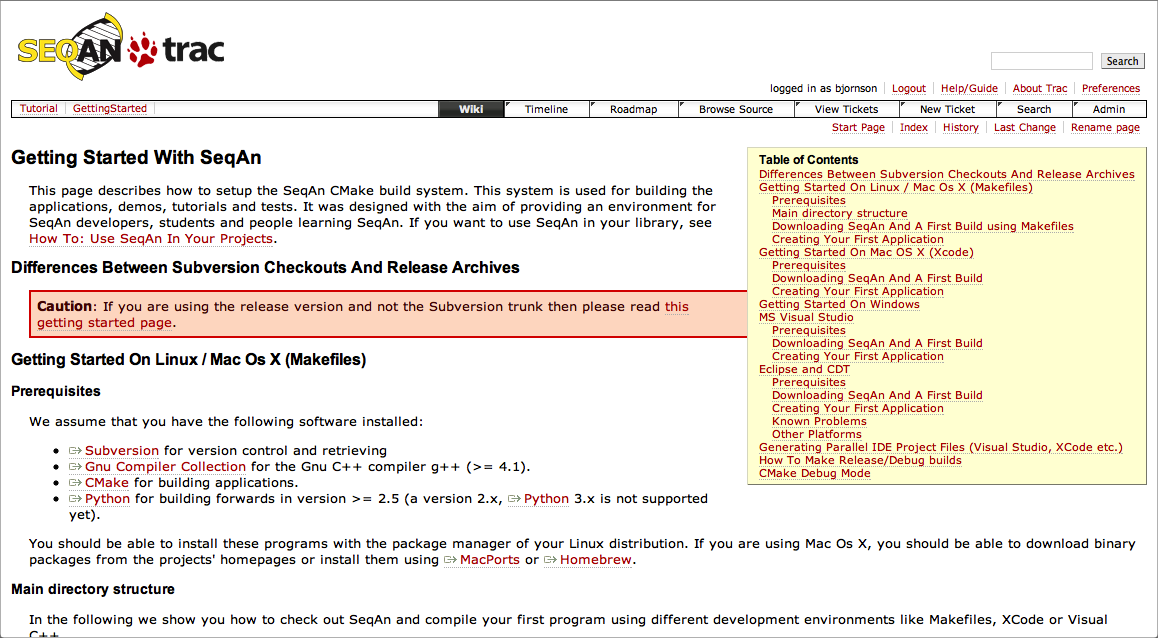 SEQAN trac
Search
logged in as bjornson Logout Help/Guide About Trac Preferences
Tutorial GettingStarted Wiki Timeline Roadmap Browse Source View Tickets New Ticket Search Admin
Start Page Index History Last Change Rename page
Getting Started With SeqAn
This page describes how to setup the SeqAn CMake build system. This system is used for building the
applications, demos, tutorials and tests. It was designed with the aim of providing an environment for
SeqAn developers, students and people learning SeqAn. If you want to use SeqAn in your library, see
How To: Use SeqAn In Your Projects.
Differences Between Subversion Checkouts And Release Archives
Caution: If you are using the release version and not the Subversion trunk then please read this
getting started page.
Table of Contents
Differences Between Subversion Checkouts And Release Archives
Getting Started On Linux / Mac Os X (Makefiles)
Prerequisites
Main directory structure
Downloading SeqAn And A First Build using Makefiles
Creating Your First Application
Getting Started On Mac OS X (Xcode)
Prerequisites
Downloading SeqAn And A First Build
Creating Your First Application
Getting Started On Windows
MS Visual Studio
Prerequisites
Downloading SeqAn And A First Build
Creating Your First Application
Eclipse and CDT
Prerequisites
Downloading SeqAn And A First Build
Creating Your First Application
Known Problems
Other Platforms
Generating Parallel IDE Project Files (Visual Studio, XCode etc.)
How To Make Release/Debug builds
CMake Debug Mode
Getting Started On Linux / Mac Os X (Makefiles)
Prerequisites
We assume that you have the following software installed:
Subversion for version control and retrieving
Gnu Compiler Collection for the Gnu C++ compiler g++ (>= 4.1).
CMake for building applications.
Python for building forwards in version >= 2.5 (a version 2.x, Python 3.x is not supported
yet).
You should be able to install these programs with the package manager of your Linux distribution. If you are using Mac Os X, you should be able to download binary
packages from the projects' homepages or install them using MacPorts or Homebrew.
Main directory structure
In the following we show you how to check out SeqAn and compile your first program using different development environments like Makefiles, XCode or Visual
C++